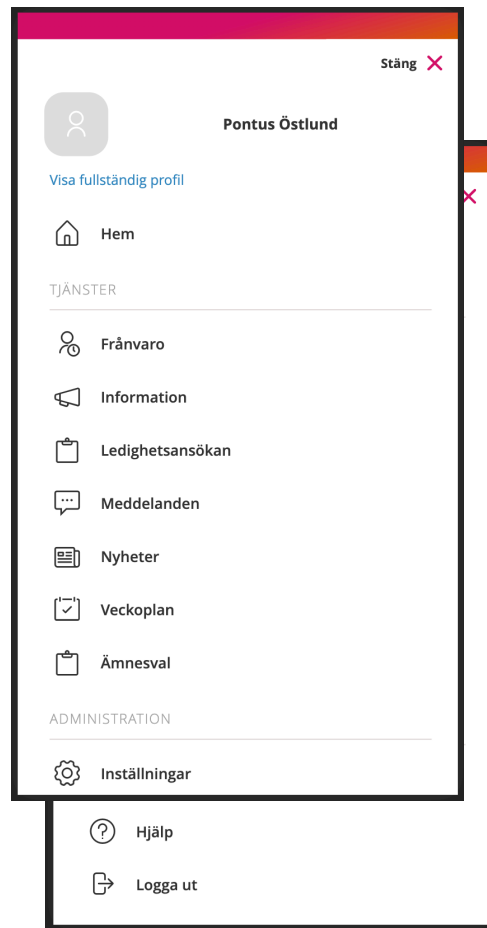 Stäng
Pontus Östlund
Visa fullständig profil
Hem
TJÄNSTER
Frånvaro
Information
Ledighetsansökan
Meddelanden
Nyheter
Veckoplan
Ämnesval
ADMINISTRATION
Inställningar
Hjälp
Logga ut